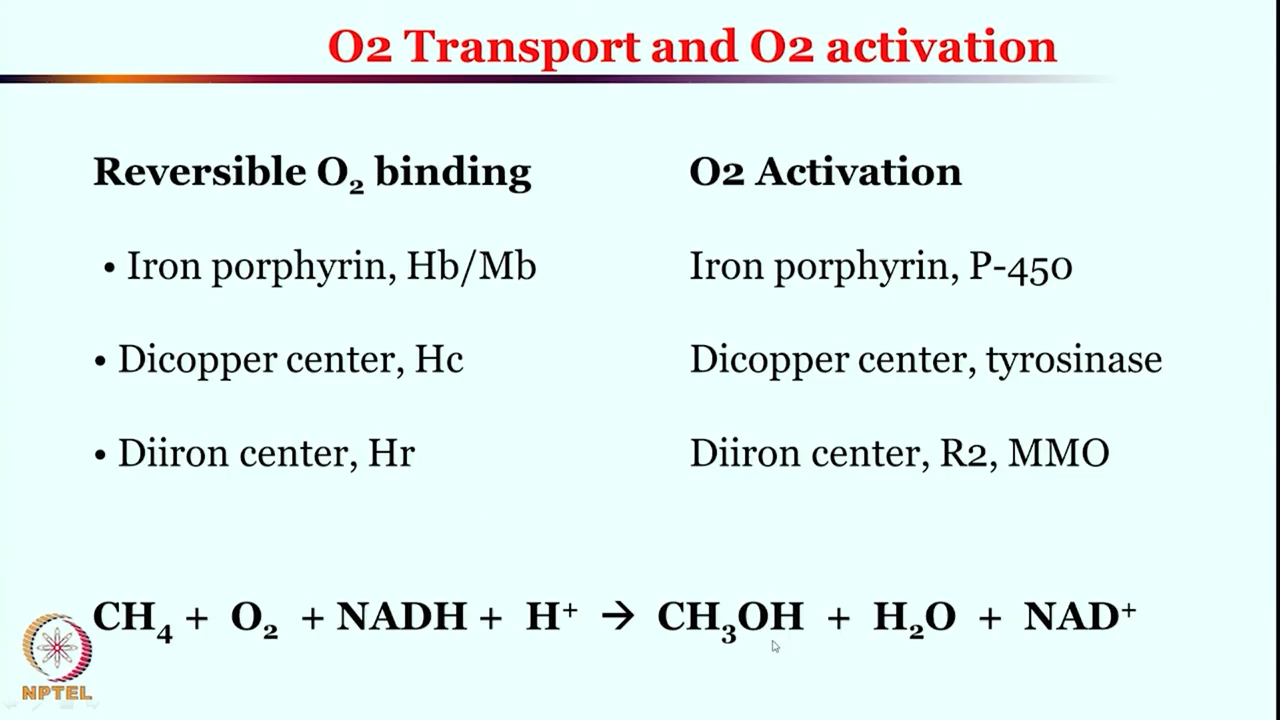 O2 Transport and O2 activation
Reversible O₂ binding
• Iron porphyrin, Hb/Mb
• Dicopper center, Hc
• Diiron center, Hr
O2 Activation
Iron porphyrin, P-450
Dicopper center, tyrosinase
Diiron center, R2, MMO
CH₄ + O₂ + NADH + H⁺ → CH₃OH + H₂O + NAD⁺
NPTEL